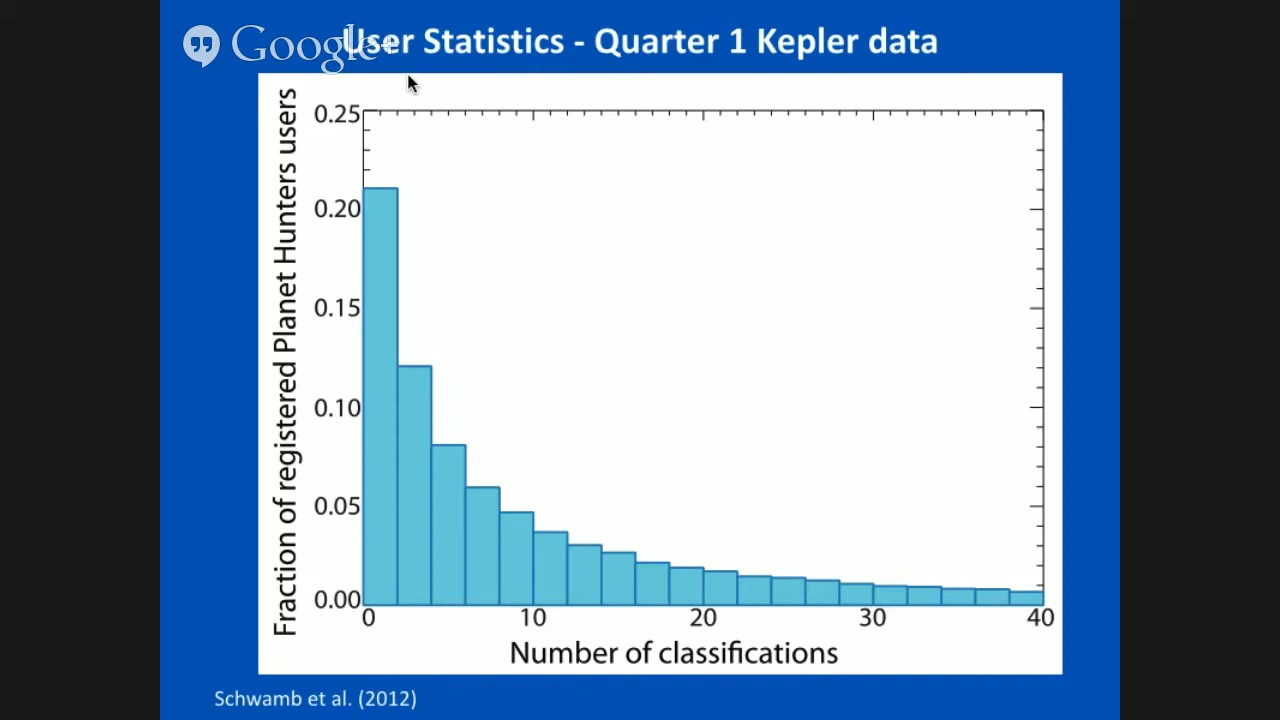 Google+
User Statistics - Quarter 1 Kepler data
Fraction of registered Planet Hunters users
0.25
0.20
0.15
0.10
0.05
0.00
0 10 20 30 40
Number of classifications
Schwamb et al. (2012)